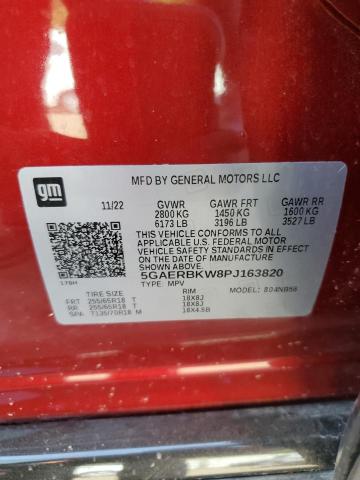 gm
MFD BY GENERAL MOTORS LLC
11/22 GVWR GAWR FRT GAWR RR
2800 KG 1450 KG 1600 KG
6173 LB 3196 LB 3527 LB
THIS VEHICLE CONFORMS TO ALL
APPLICABLE U.S. FEDERAL MOTOR
VEHICLE SAFETY STANDARDS IN EFFECT
ON THE DATE OF MANUFACTURE
SHOWN ABOVE.
5GAERBKW8PJ163820
TYPE: MPV MODEL: 804NB56
179H
TIRE SIZE RIM
FRT 255/65R18 T 18X8J
RR 255/65R18 T 18X8J
SPA T135/70R18 M 18X4.5B